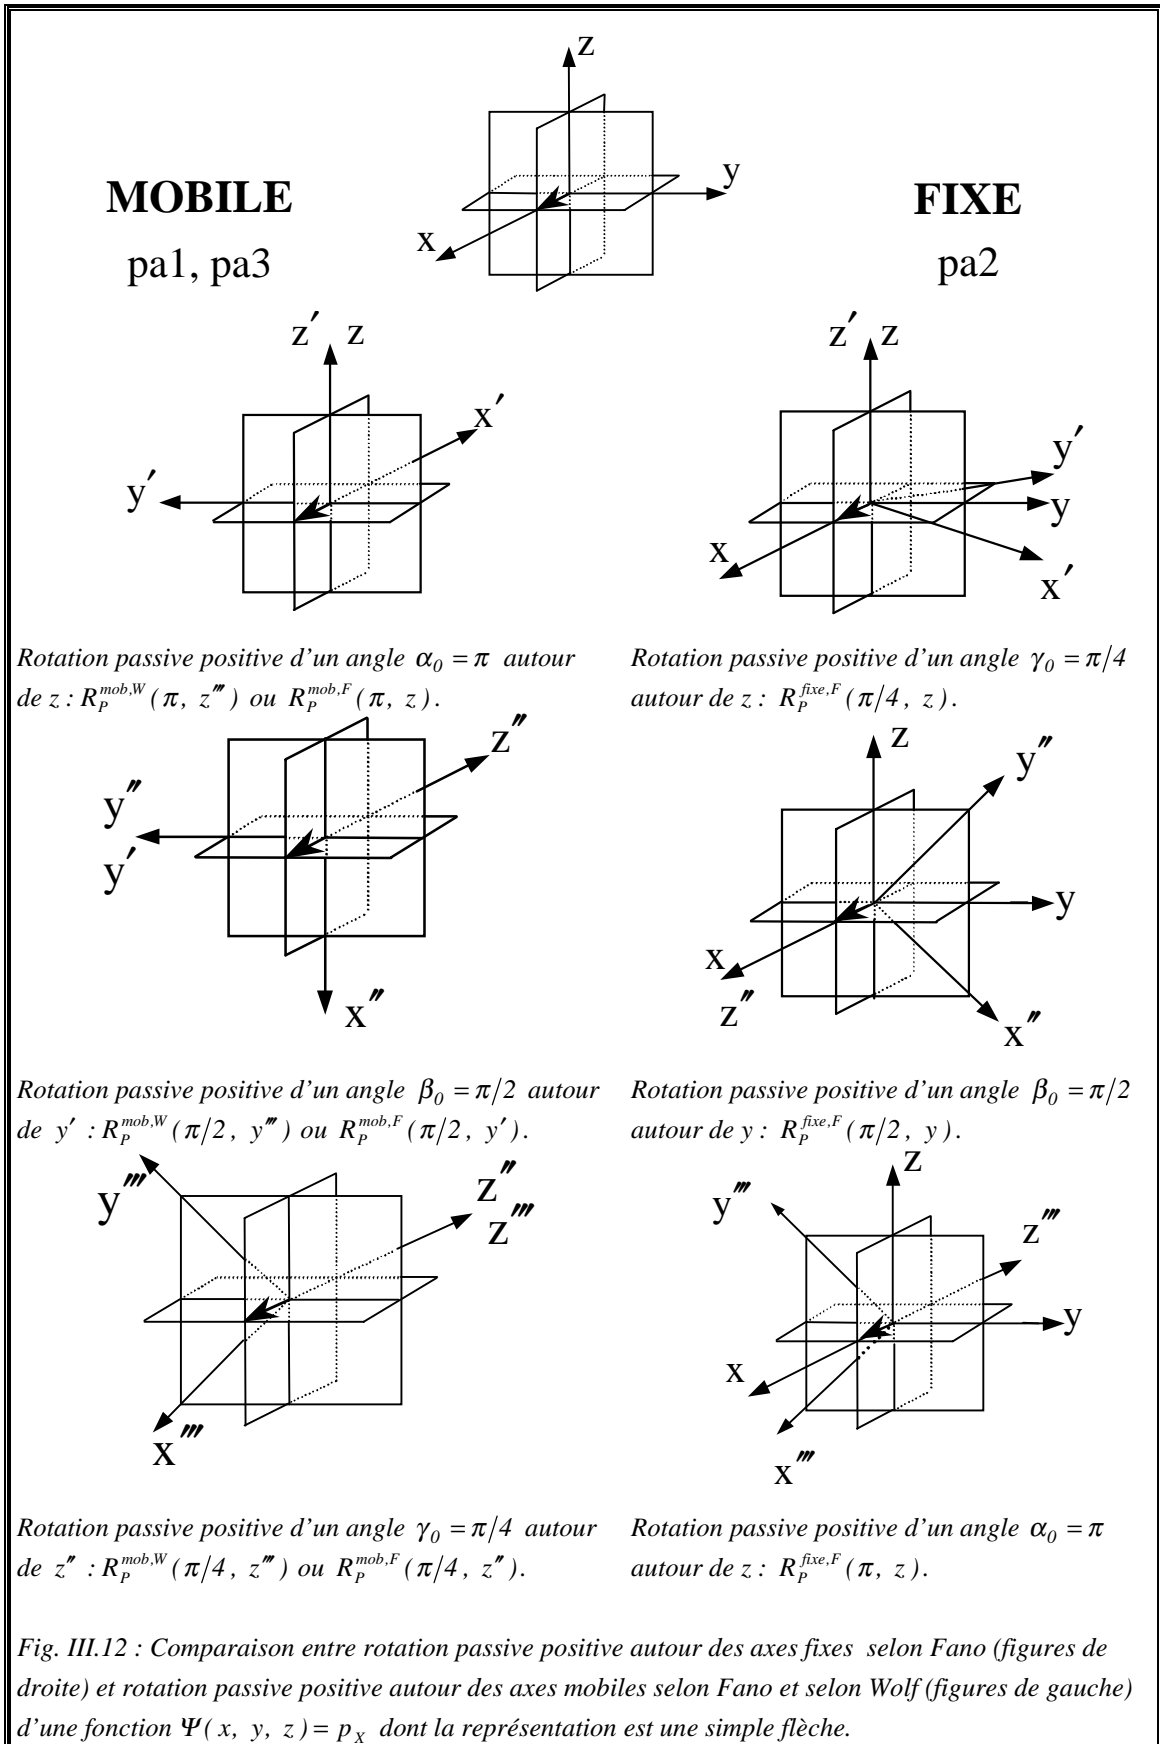 z
y
x
MOBILE
pa1, pa3
FIXE
pa2
z′ z
x′
y′
z′ z
y′
y
x
x′
Rotation passive positive d'un angle α₀ = π autour
de z : R_P^{mob,W}(π, z‴) ou R_P^{mob,F}(π, z).
Rotation passive positive d'un angle γ₀ = π/4
autour de z : R_P^{fixe,F}(π/4, z).
z″
y″
y′
x″
z
y″
y
x
z″
x″
Rotation passive positive d'un angle β₀ = π/2 autour
de y′ : R_P^{mob,W}(π/2, y‴) ou R_P^{mob,F}(π/2, y′).
Rotation passive positive d'un angle β₀ = π/2
autour de y : R_P^{fixe,F}(π/2, y).
y‴
z″
z‴
x‴
z
y‴
z‴
y
x
x‴
Rotation passive positive d'un angle γ₀ = π/4 autour
de z″ : R_P^{mob,W}(π/4, z‴) ou R_P^{mob,F}(π/4, z″).
Rotation passive positive d'un angle α₀ = π
autour de z : R_P^{fixe,F}(π, z).
Fig. III.12 : Comparaison entre rotation passive positive autour des axes fixes selon Fano (figures de
droite) et rotation passive positive autour des axes mobiles selon Fano et selon Wolf (figures de gauche)
d'une fonction Ψ(x, y, z) = p_X dont la représentation est une simple flèche.